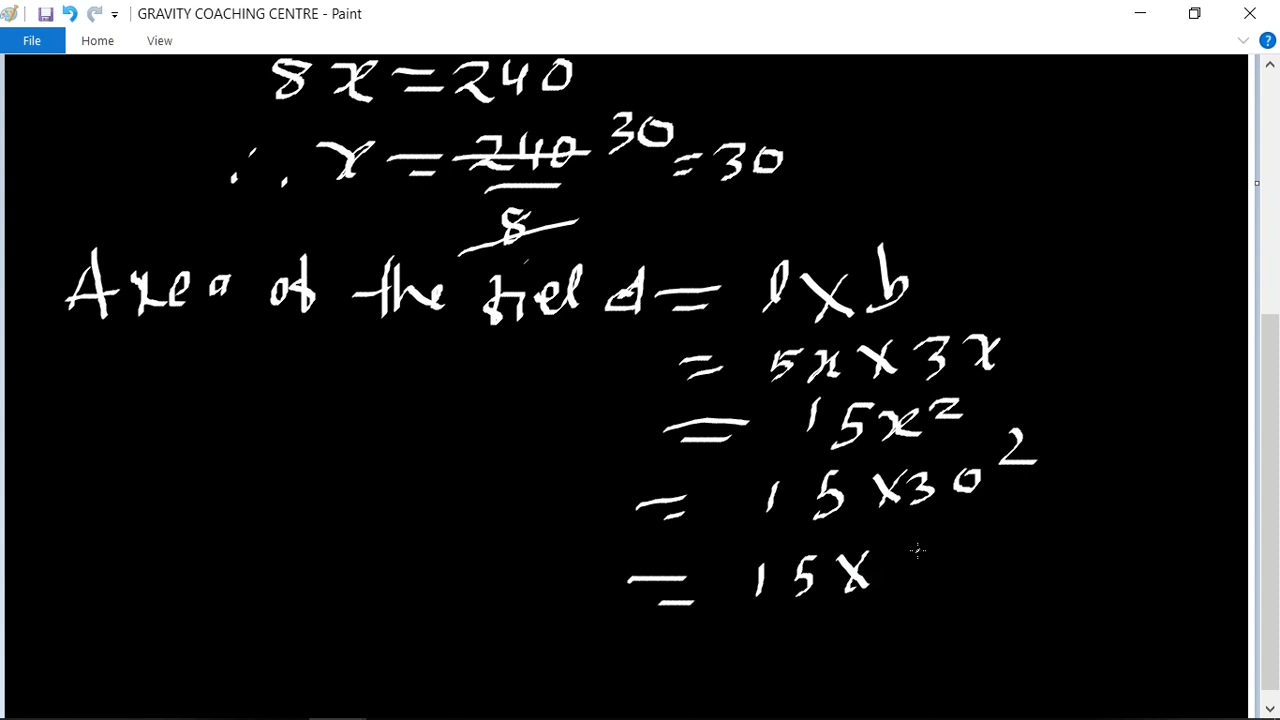 GRAVITY COACHING CENTRE - Paint
File Home View
8x=240
∴ x=240/8 30 =30
Area of the field = l×b
= 5x×3x
= 15x²
= 15×30²
= 15×